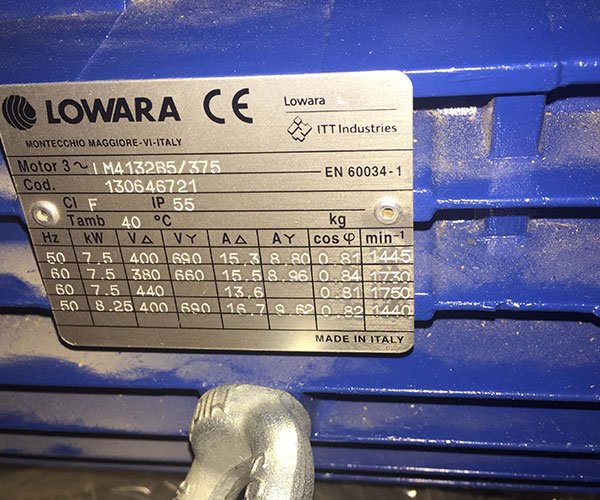 LOWARA CE Lowara
ITT Industries
MONTECCHIO MAGGIORE-VI-ITALY
Motor 3~ LM4132B5/375 EN 60034-1
Cod. 130646721
Cl F IP 55
Tamb 40 °C kg
Hz kW V△ VY A△ AY cos φ min⁻¹
50 7.5 400 690 15.3 8.80 0.81 1445
60 7.5 380 660 15.5 8.96 0.84 1730
60 7.5 440 13.6 0.81 1750
50 8.25 400 690 16.7 9.62 0.82 1440
MADE IN ITALY